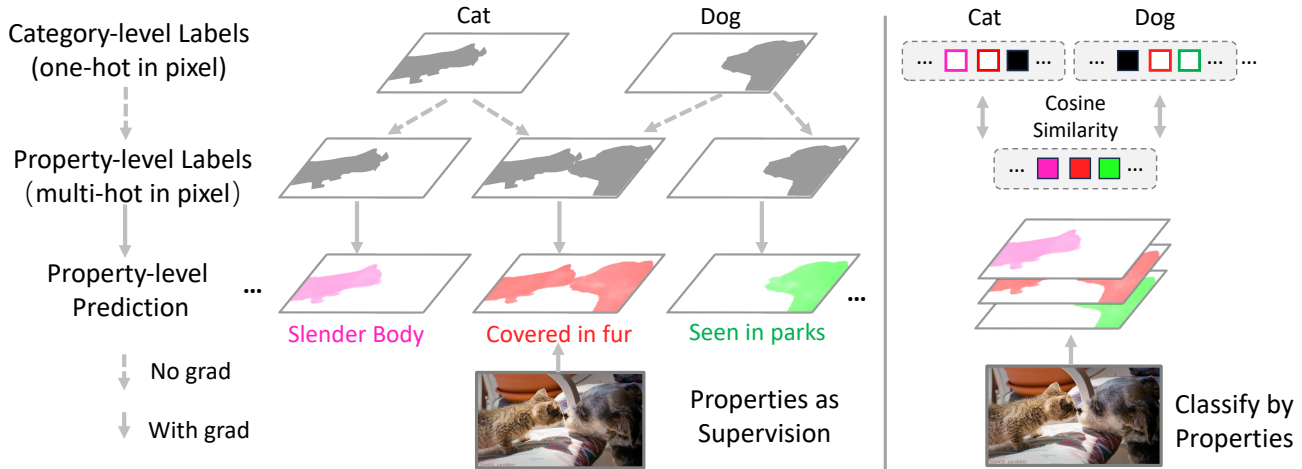 Category-level Labels
(one-hot in pixel)
Cat
Dog
Property-level Labels
(multi-hot in pixel)
Property-level
Prediction
...
...
Slender Body
Covered in fur
Seen in parks
No grad
With grad
Properties as
Supervision
Cat
Dog
... ...
... ... ...
Cosine
Similarity
... ...
Classify by
Properties